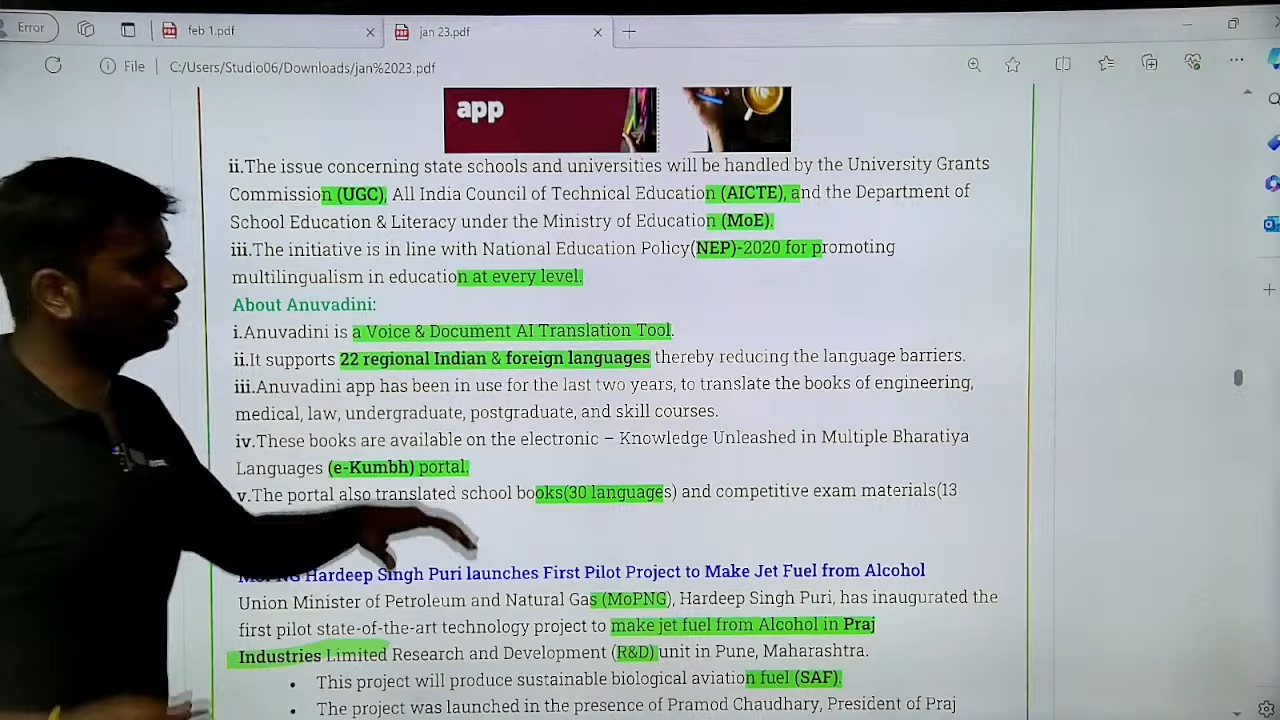 Error
feb 1.pdf
jan 23.pdf
File
C:/Users/Studio06/Downloads/jan%2023.pdf
app
ii.The issue concerning state schools and universities will be handled by the University Grants
Commission (UGC), All India Council of Technical Education (AICTE), and the Department of
School Education & Literacy under the Ministry of Education (MoE).
iii.The initiative is in line with National Education Policy(NEP)-2020 for promoting
multilingualism in education at every level.
About Anuvadini:
i.Anuvadini is a Voice & Document AI Translation Tool.
ii.It supports 22 regional Indian & foreign languages thereby reducing the language barriers.
iii.Anuvadini app has been in use for the last two years, to translate the books of engineering,
medical, law, undergraduate, postgraduate, and skill courses.
iv.These books are available on the electronic – Knowledge Unleashed in Multiple Bharatiya
Languages (e-Kumbh) portal.
v.The portal also translated school books(30 languages) and competitive exam materials(13
MoPNG Hardeep Singh Puri launches First Pilot Project to Make Jet Fuel from Alcohol
Union Minister of Petroleum and Natural Gas (MoPNG), Hardeep Singh Puri, has inaugurated the
first pilot state-of-the-art technology project to make jet fuel from Alcohol in Praj
Industries Limited Research and Development (R&D) unit in Pune, Maharashtra.
• This project will produce sustainable biological aviation fuel (SAF).
• The project was launched in the presence of Pramod Chaudhary, President of Praj